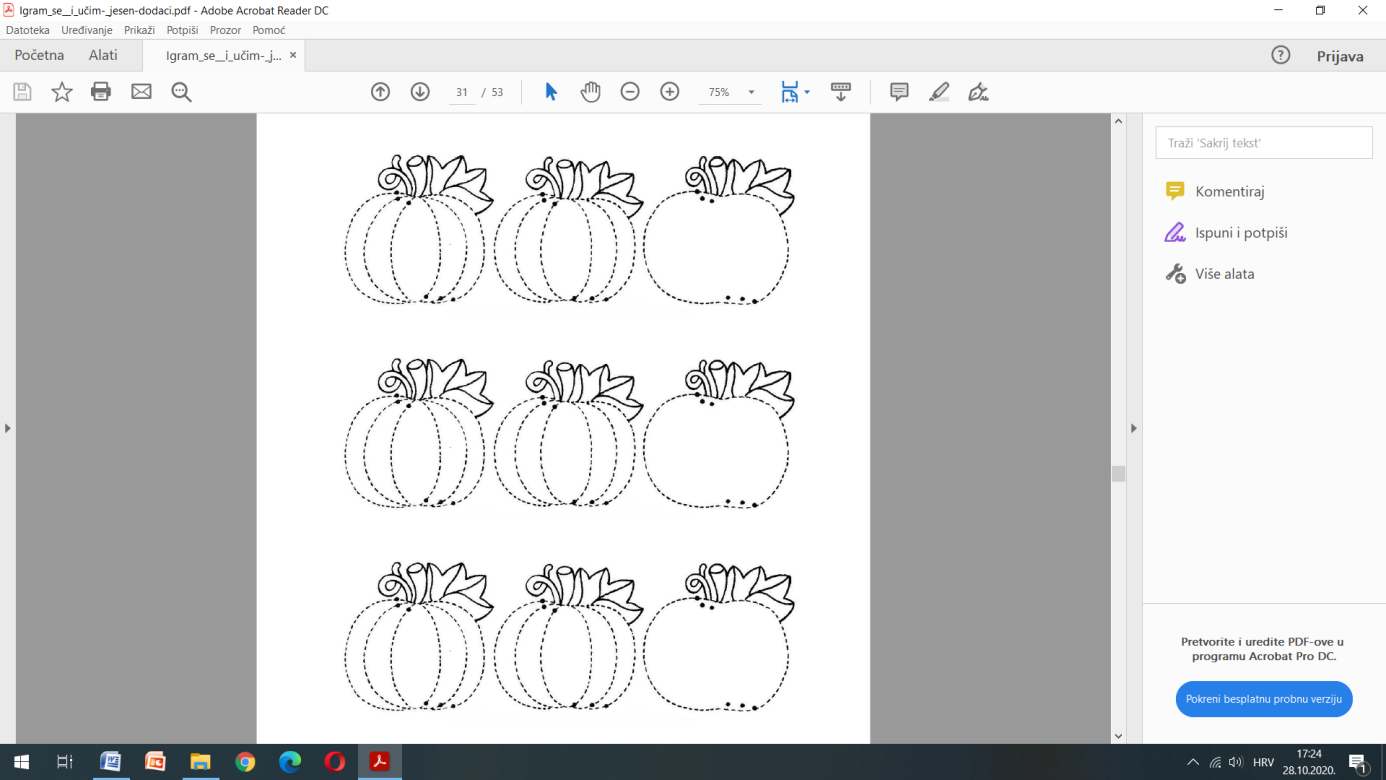 Igram_se__i_učim-_jesen-dodaci.pdf - Adobe Acrobat Reader DC
Datoteka Uređivanje Prikaži Potpiši Prozor Pomoć
Početna Alati Igram_se__i_učim-_j... × Prijava
31 / 53 75%
Traži 'Sakrij tekst'
Komentiraj
Ispuni i potpiši
Više alata
Pretvorite i uredite PDF-ove u
programu Acrobat Pro DC.
Pokreni besplatnu probnu verziju
HRV
17:24
28.10.2020.
1